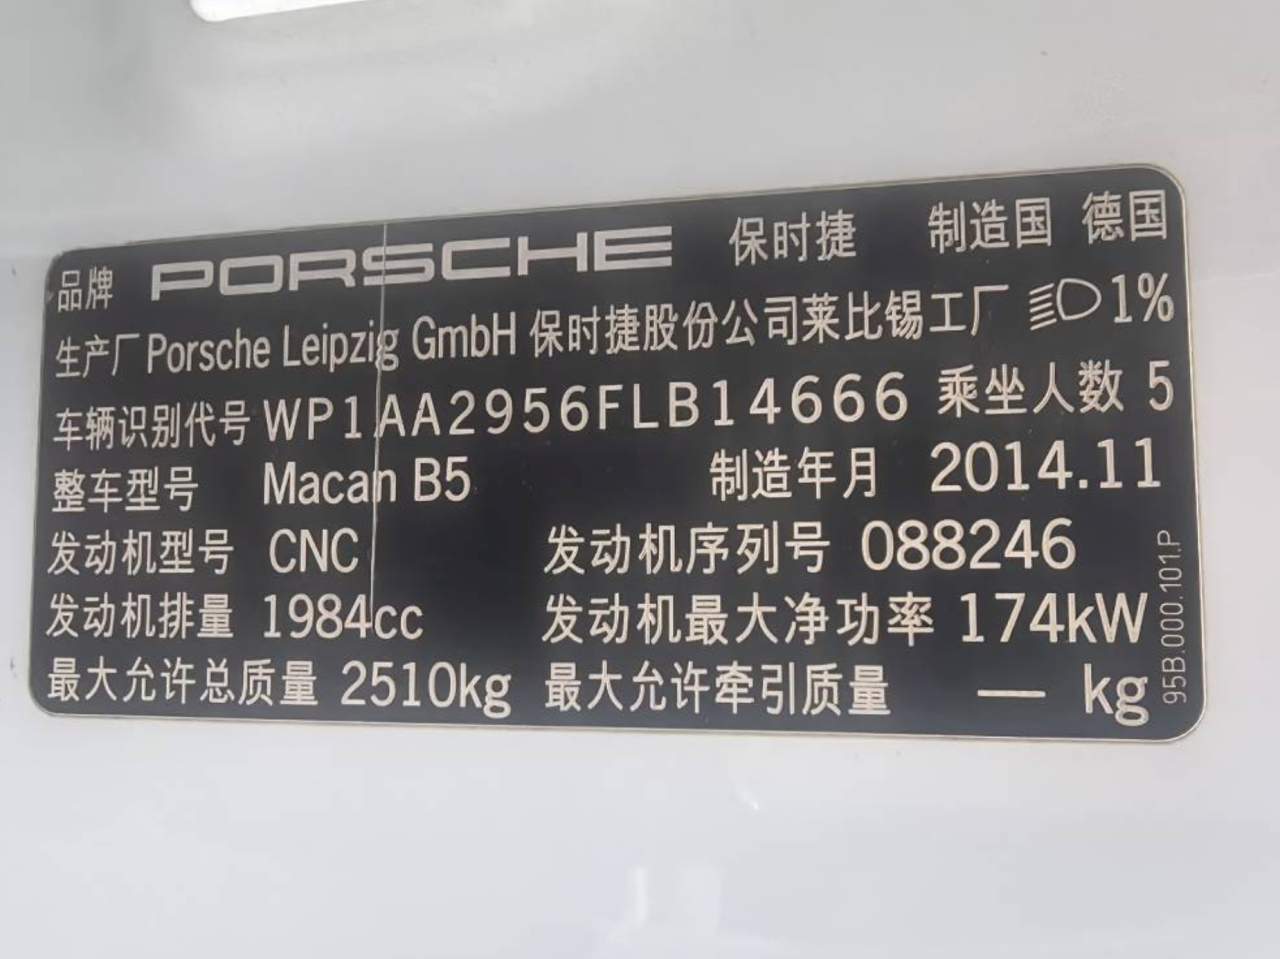 品牌 PORSCHE 保时捷 制造国 德国
生产厂 Porsche Leipzig GmbH 保时捷股份公司莱比锡工厂 1%
车辆识别代号 WP1AA2956FLB14666 乘坐人数 5
整车型号 Macan B5 制造年月 2014.11
发动机型号 CNC 发动机序列号 088246
发动机排量 1984cc 发动机最大净功率 174kW
最大允许总质量 2510kg 最大允许牵引质量 — kg
95B.000.101.P